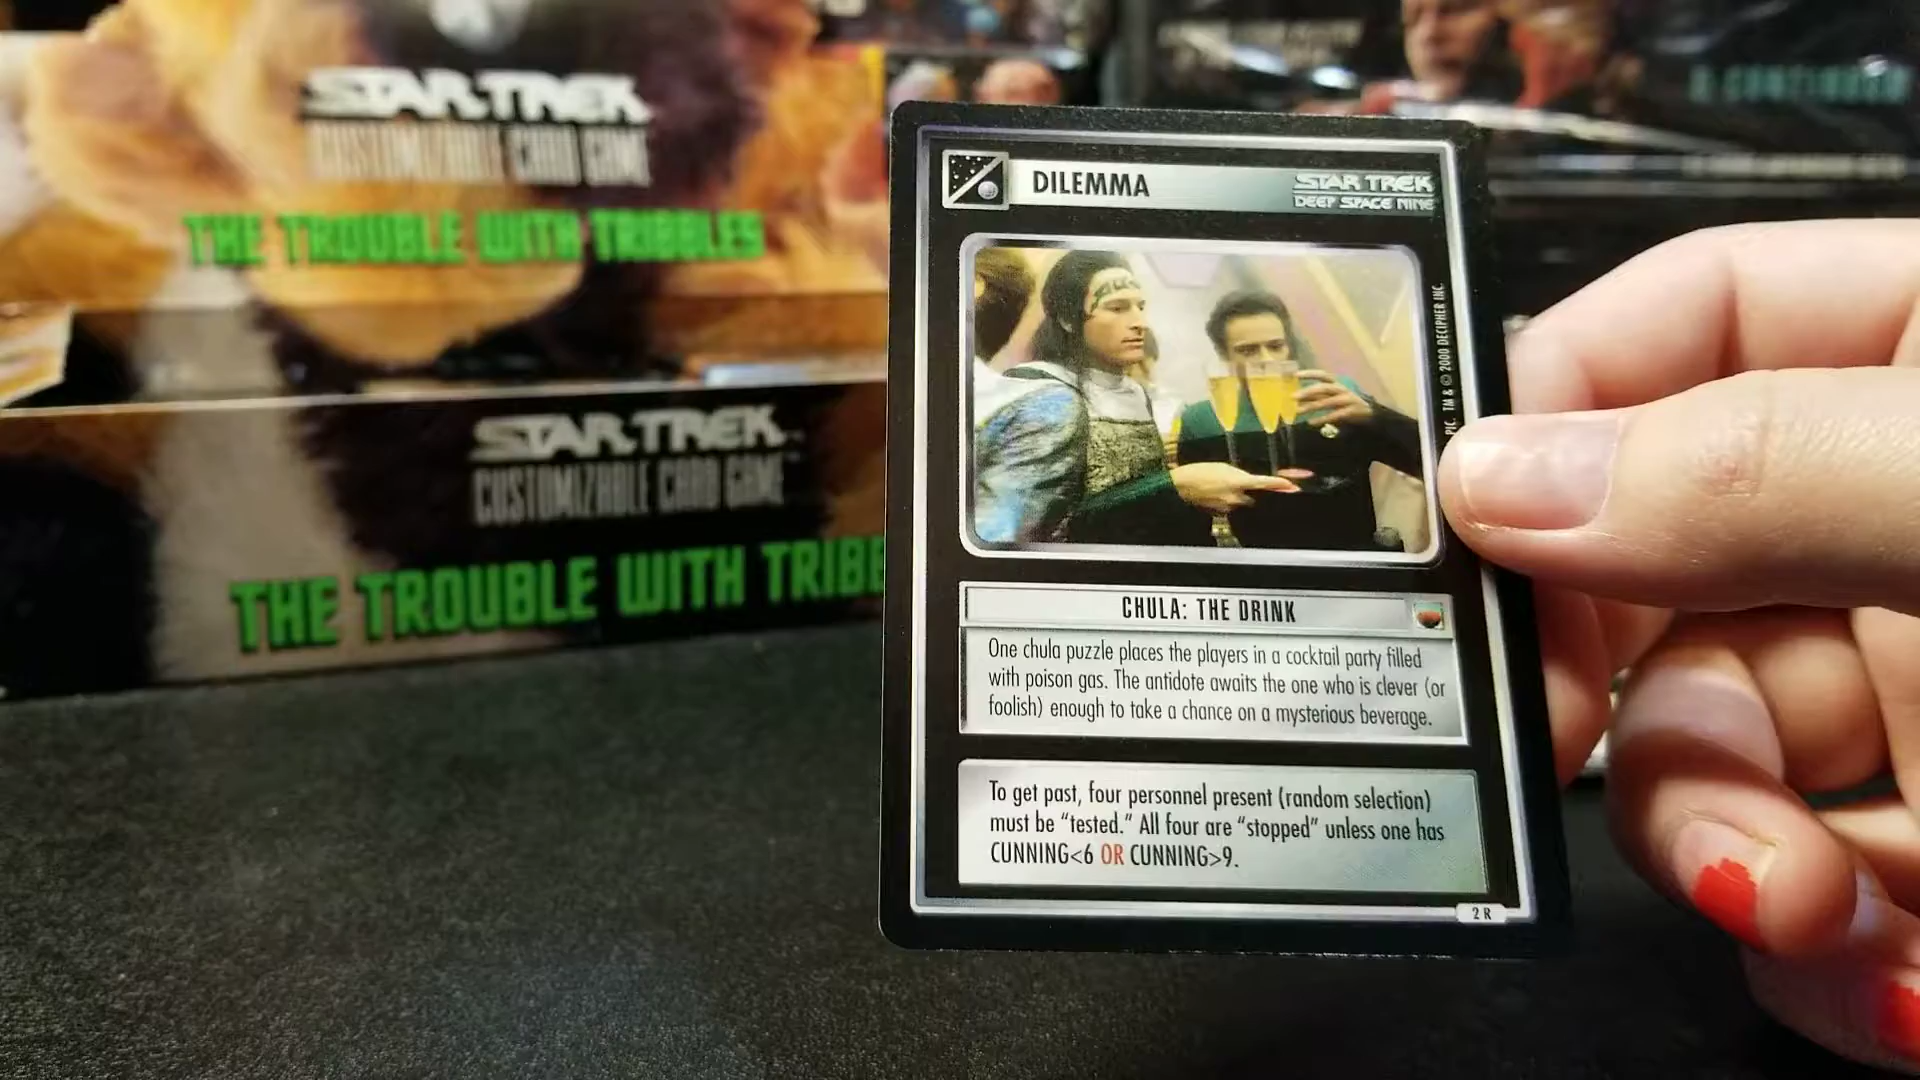 STAR TREK
CUSTOMIZABLE CARD GAME
THE TROUBLE WITH TRIBBLES
STAR TREK
CUSTOMIZABLE CARD GAME
THE TROUBLE WITH TRIBB
DILEMMA
STAR TREK
DEEP SPACE NINE
PIC. TM & © 2000 DECIPHER INC.
CHULA: THE DRINK
One chula puzzle places the players in a cocktail party filled
with poison gas. The antidote awaits the one who is clever (or
foolish) enough to take a chance on a mysterious beverage.
To get past, four personnel present (random selection)
must be “tested.” All four are “stopped” unless one has
CUNNING<6 OR CUNNING>9.
2 R